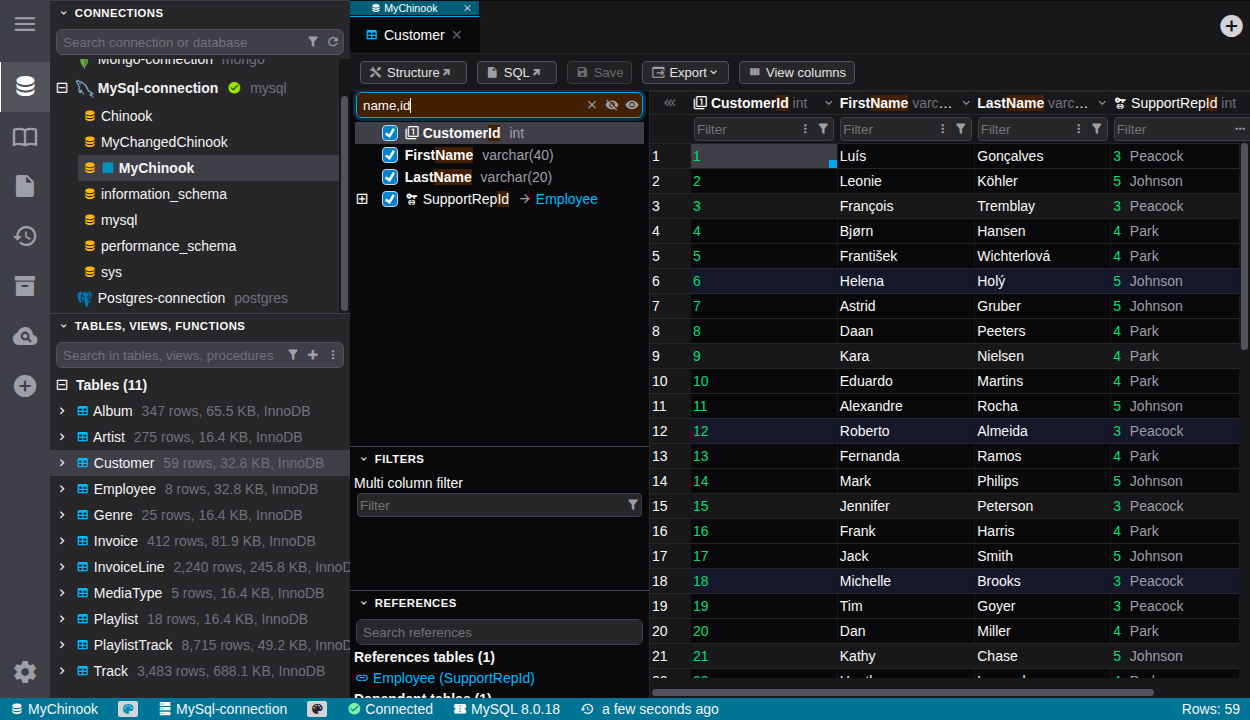 CONNECTIONS
Search connection or database
Mongo-connection mongo
MySql-connection mysql
Chinook
MyChangedChinook
MyChinook
information_schema
mysql
performance_schema
sys
Postgres-connection postgres
TABLES, VIEWS, FUNCTIONS
Search in tables, views, procedures
Tables (11)
Album 347 rows, 65.5 KB, InnoDB
Artist 275 rows, 16.4 KB, InnoDB
Customer 59 rows, 32.8 KB, InnoDB
Employee 8 rows, 32.8 KB, InnoDB
Genre 25 rows, 16.4 KB, InnoDB
Invoice 412 rows, 81.9 KB, InnoDB
InvoiceLine 2,240 rows, 245.8 KB, InnoD
MediaType 5 rows, 16.4 KB, InnoDB
Playlist 18 rows, 16.4 KB, InnoDB
PlaylistTrack 8,715 rows, 49.2 KB, InnoD
Track 3,483 rows, 688.1 KB, InnoDB
MyChinook
Customer
Structure SQL Save Export View columns
name,id
CustomerId int
FirstName varchar(40)
LastName varchar(20)
SupportRepId → Employee
FILTERS
Multi column filter
Filter
REFERENCES
Search references
References tables (1)
Employee (SupportRepId)
Dependent tables (1)
CustomerId int FirstName varc... LastName varc... SupportRepId int
Filter Filter Filter Filter
1 1 Luís Gonçalves 3 Peacock
2 2 Leonie Köhler 5 Johnson
3 3 François Tremblay 3 Peacock
4 4 Bjørn Hansen 4 Park
5 5 František Wichterlová 4 Park
6 6 Helena Holý 5 Johnson
7 7 Astrid Gruber 5 Johnson
8 8 Daan Peeters 4 Park
9 9 Kara Nielsen 4 Park
10 10 Eduardo Martins 4 Park
11 11 Alexandre Rocha 5 Johnson
12 12 Roberto Almeida 3 Peacock
13 13 Fernanda Ramos 4 Park
14 14 Mark Philips 5 Johnson
15 15 Jennifer Peterson 3 Peacock
16 16 Frank Harris 4 Park
17 17 Jack Smith 5 Johnson
18 18 Michelle Brooks 3 Peacock
19 19 Tim Goyer 3 Peacock
20 20 Dan Miller 4 Park
21 21 Kathy Chase 5 Johnson
MyChinook MySql-connection Connected MySQL 8.0.18 a few seconds ago Rows: 59